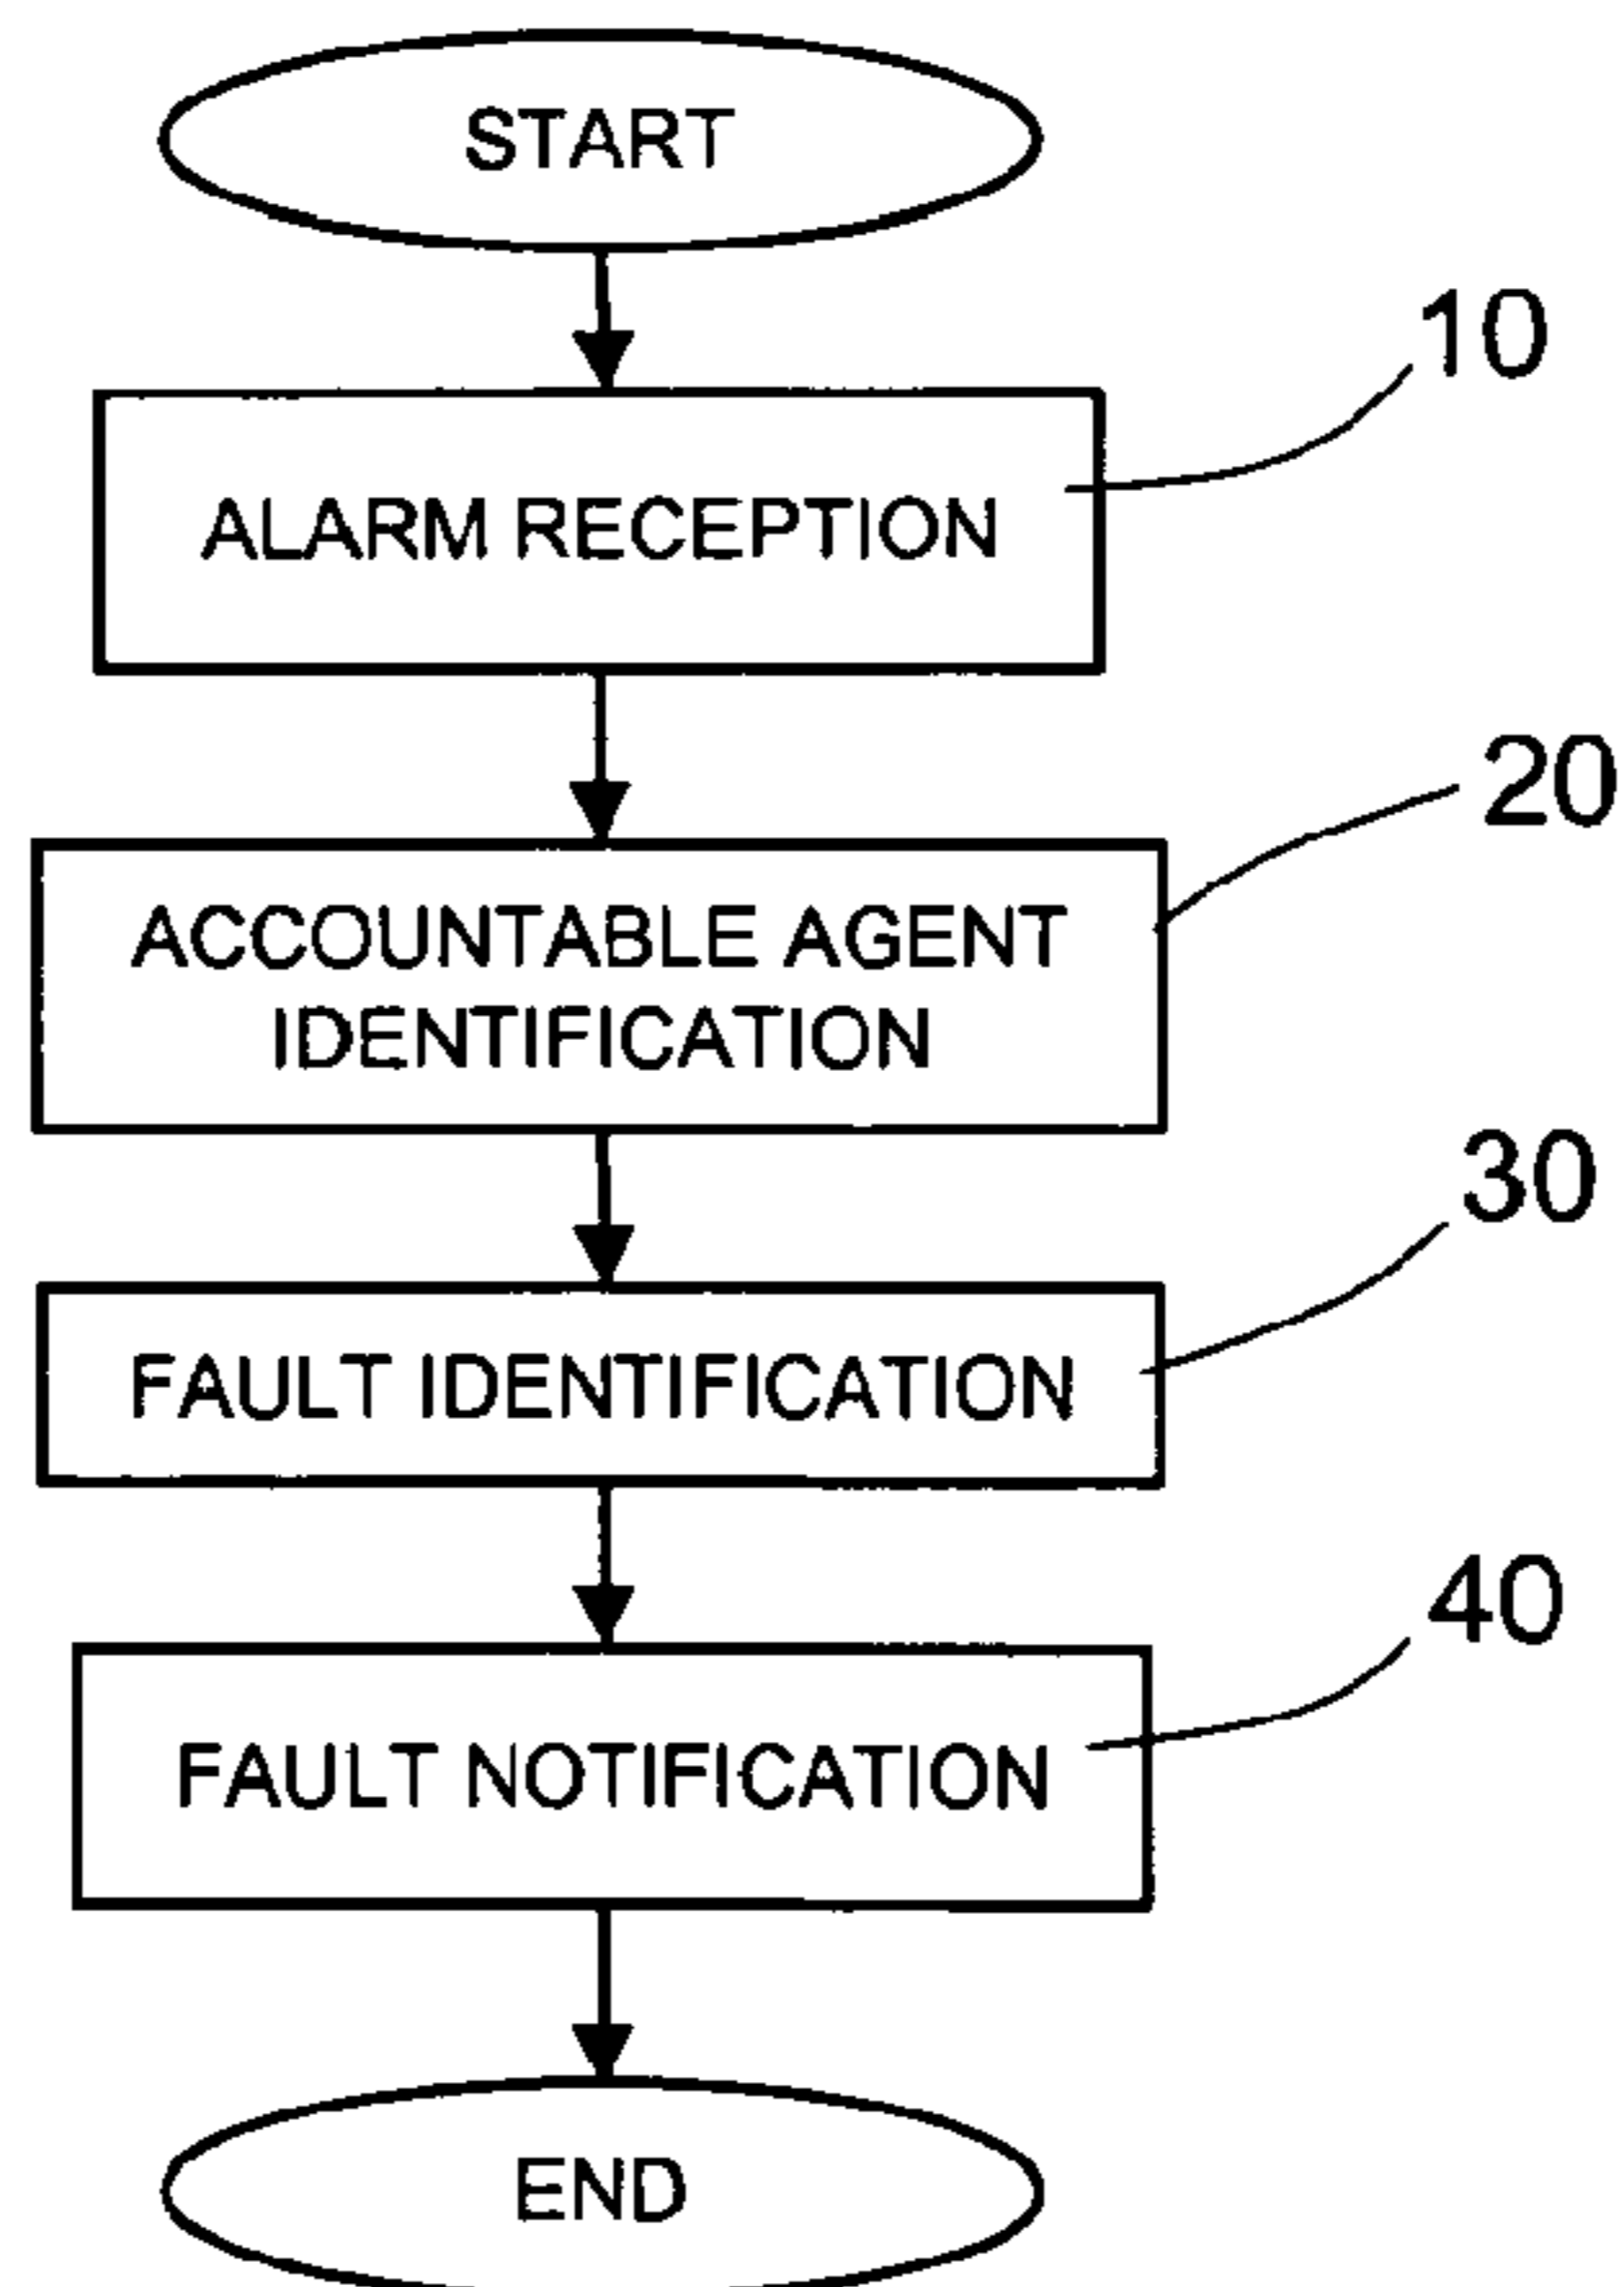 START
10
ALARM RECEPTION
20
ACCOUNTABLE AGENT
IDENTIFICATION
30
FAULT IDENTIFICATION
40
FAULT NOTIFICATION
END